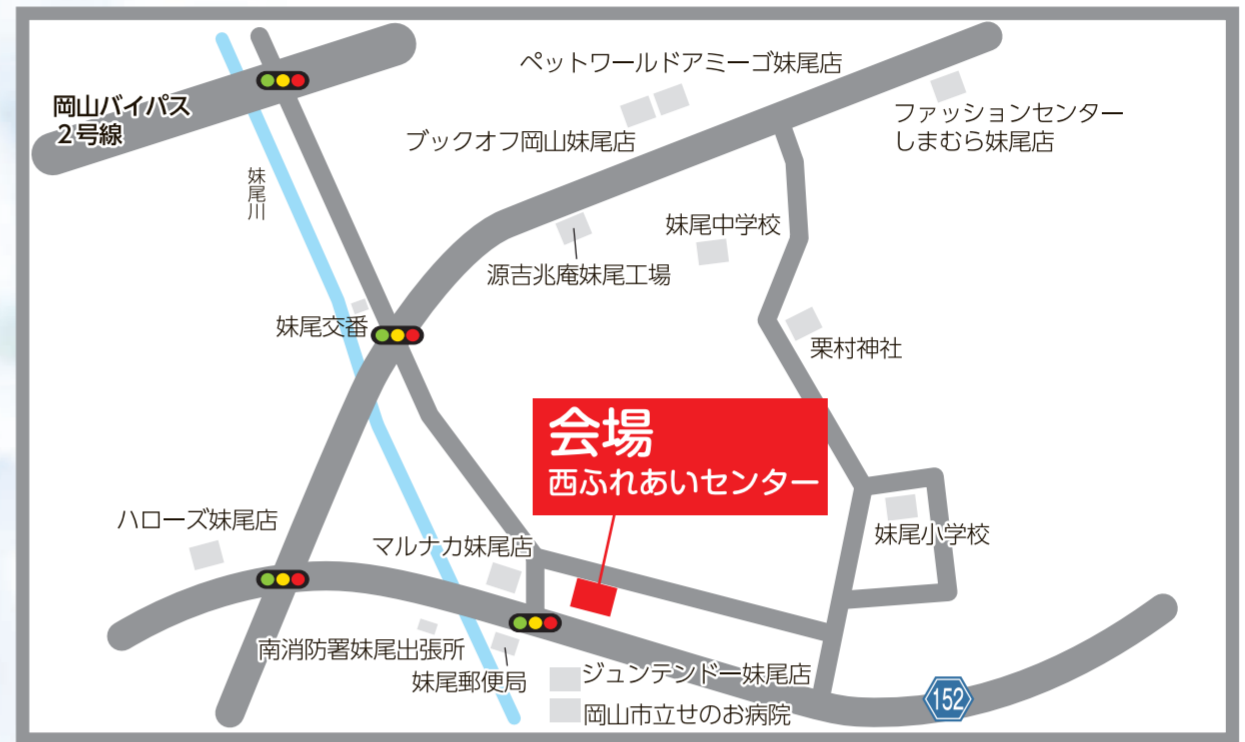 ペットワールドアミーゴ妹尾店
岡山バイパス
2号線
ファッションセンター
しまむら妹尾店
ブックオフ岡山妹尾店
妹尾川
妹尾中学校
源吉兆庵妹尾工場
妹尾交番
栗村神社
会場
西ふれあいセンター
ハローズ妹尾店
妹尾小学校
マルナカ妹尾店
南消防署妹尾出張所
妹尾郵便局
ジュンテンドー妹尾店
152
岡山市立せのお病院